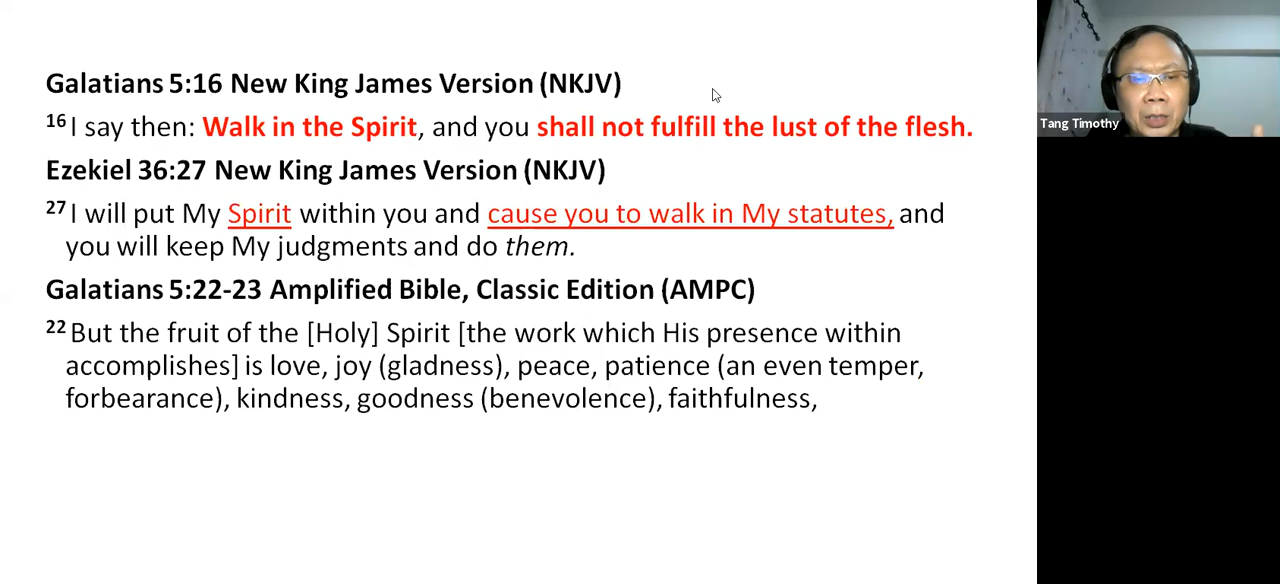 Galatians 5:16 New King James Version (NKJV)
16 I say then: Walk in the Spirit, and you shall not fulfill the lust of the flesh.
Ezekiel 36:27 New King James Version (NKJV)
27 I will put My Spirit within you and cause you to walk in My statutes, and
you will keep My judgments and do them.
Galatians 5:22-23 Amplified Bible, Classic Edition (AMPC)
22 But the fruit of the [Holy] Spirit [the work which His presence within
accomplishes] is love, joy (gladness), peace, patience (an even temper,
forbearance), kindness, goodness (benevolence), faithfulness,
Tang Timothy